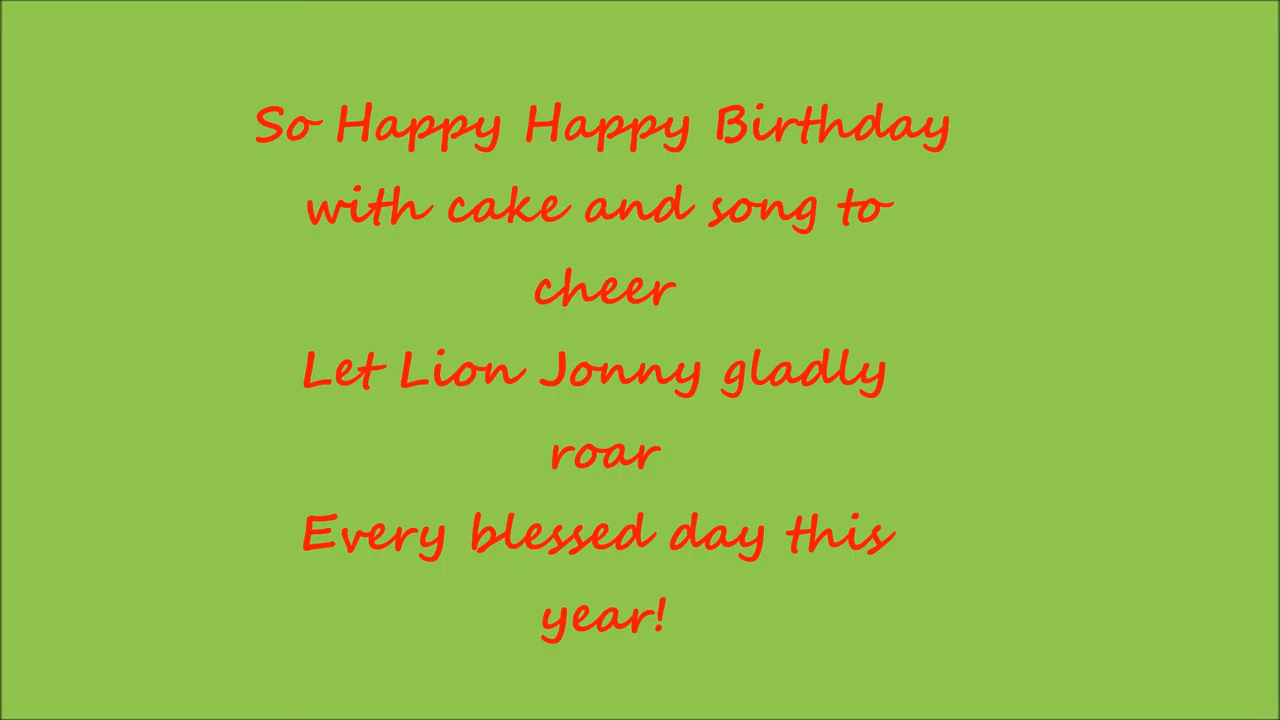 So Happy Happy Birthday
with cake and song to
cheer
Let Lion Jonny gladly
roar
Every blessed day this
year!